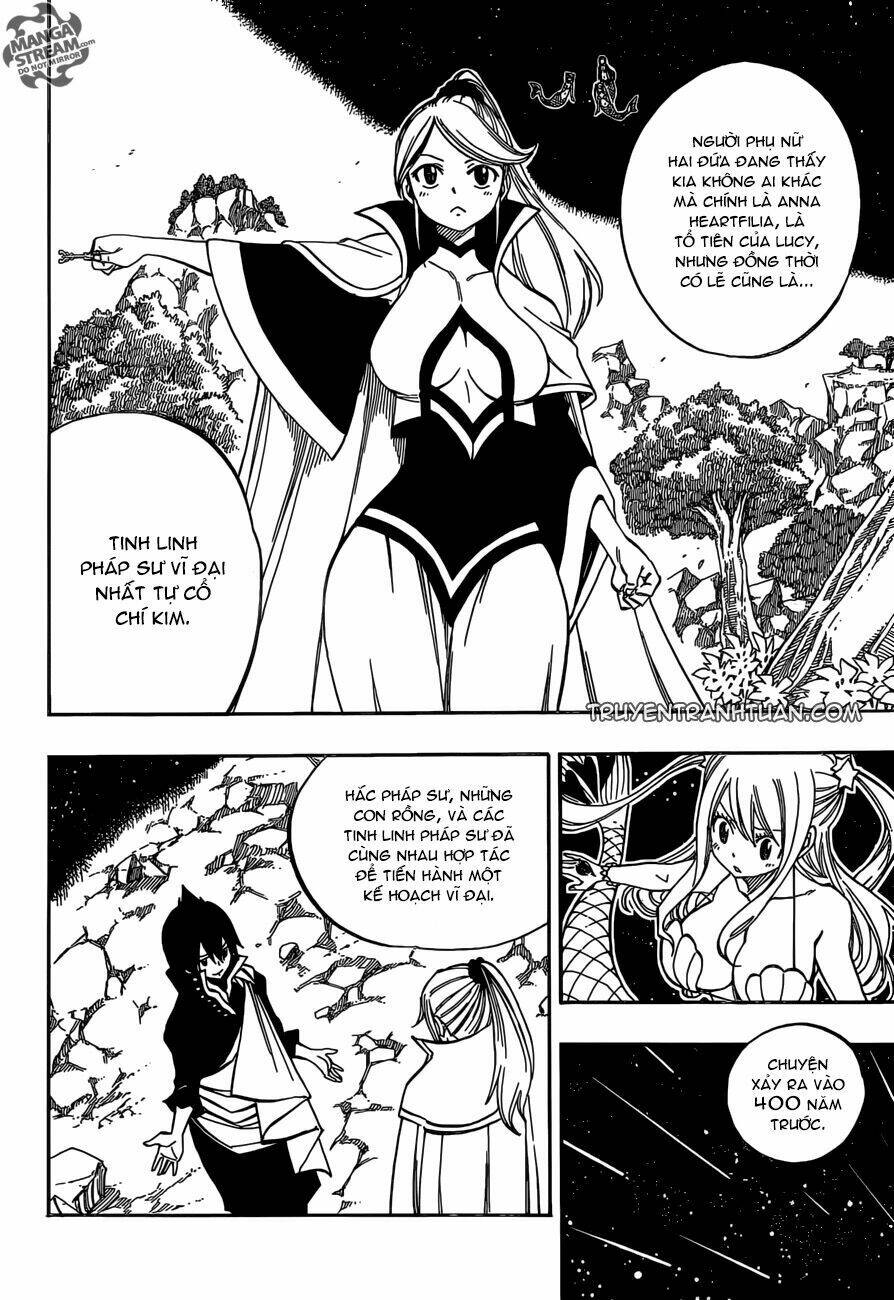 MANGA
STREAM.com
DO NOT MIRROR
NGƯỜI PHỤ NỮ
HAI ĐỨA ĐANG THẤY
KIA KHÔNG AI KHÁC
MÀ CHÍNH LÀ ANNA
HEARTFILIA, LÀ
TỔ TIÊN CỦA LUCY,
NHƯNG ĐỒNG THỜI
CÓ LẼ CŨNG LÀ...
TINH LINH
PHÁP SƯ VĨ ĐẠI
NHẤT TỰ CỔ
CHÍ KIM.
TRUYENTRANHTUAN.COM
HẮC PHÁP SƯ, NHỮNG
CON RỒNG, VÀ CÁC
TINH LINH PHÁP SƯ ĐÃ
CÙNG NHAU HỢP TÁC
ĐỂ TIẾN HÀNH MỘT
KẾ HOẠCH VĨ ĐẠI.
CHUYỆN
XẢY RA VÀO
400 NĂM
TRƯỚC.